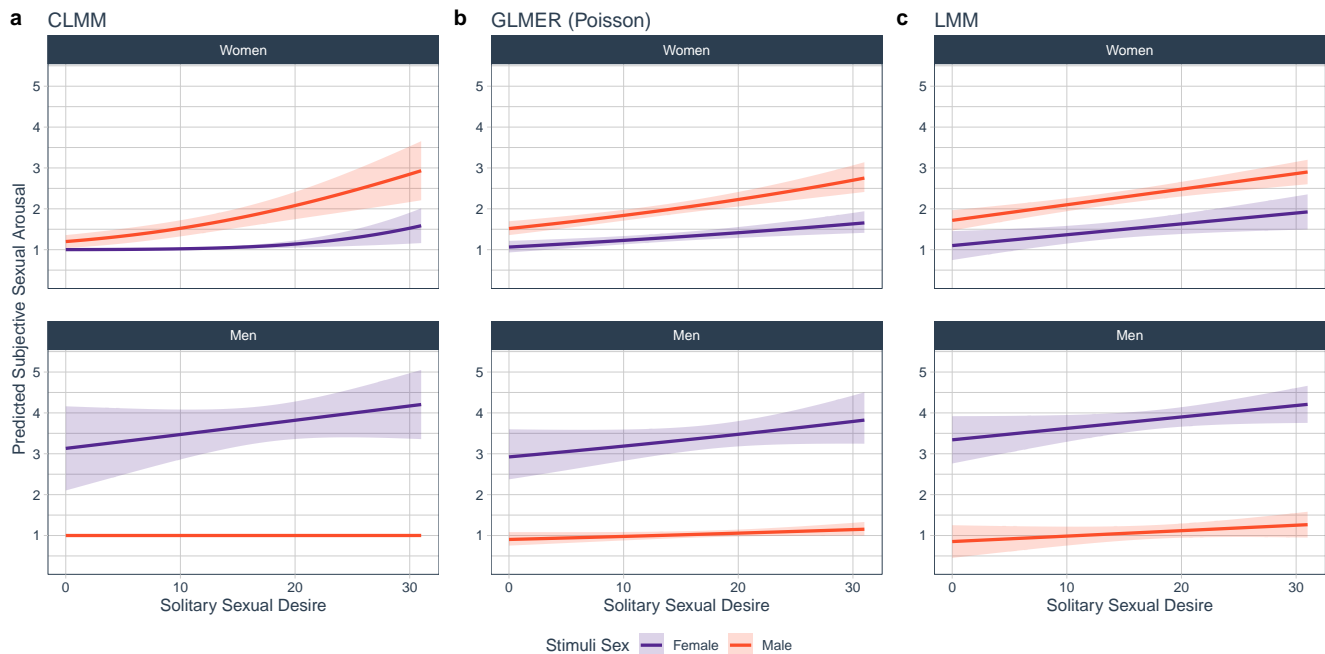 a CLMM
b GLMER (Poisson)
c LMM
Women
Women
Women
5
4
3
2
1
5
4
3
2
1
5
4
3
2
1
Predicted Subjective Sexual Arousal
Men
Men
Men
5
4
3
2
1
5
4
3
2
1
5
4
3
2
1
0 10 20 30
0 10 20 30
0 10 20 30
Solitary Sexual Desire
Solitary Sexual Desire
Solitary Sexual Desire
Stimuli Sex Female Male